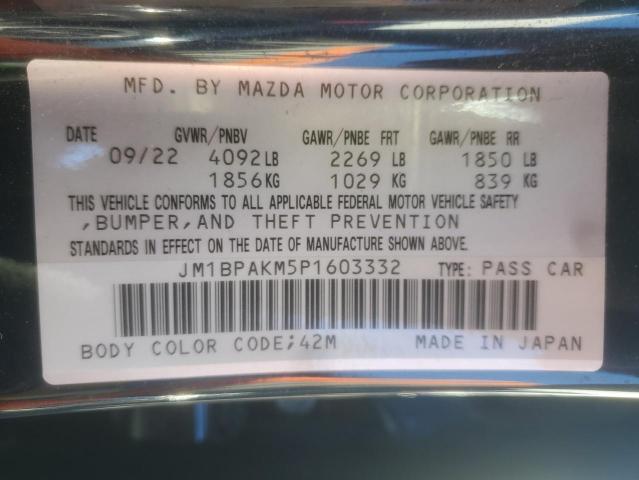 MFD. BY MAZDA MOTOR CORPORATION
DATE GVWR/PNBV GAWR/PNBE FRT GAWR/PNBE RR
09/22 4092LB 2269 LB 1850 LB
1856KG 1029 KG 839 KG
THIS VEHICLE CONFORMS TO ALL APPLICABLE FEDERAL MOTOR VEHICLE SAFETY
,BUMPER,AND THEFT PREVENTION
STANDARDS IN EFFECT ON THE DATE OF MANUFACTURE SHOWN ABOVE.
JM1BPAKM5P1603332 TYPE: PASS CAR
BODY COLOR CODE;42M MADE IN JAPAN